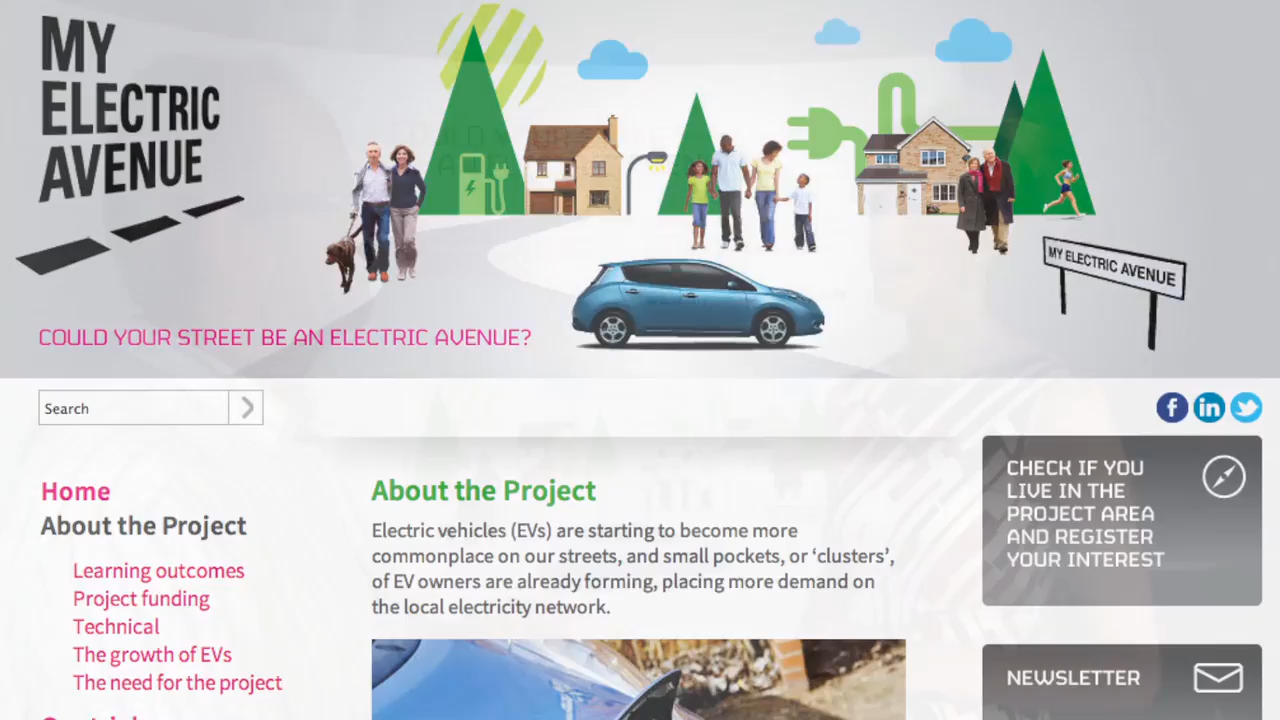 MY
ELECTRIC
AVENUE
MY ELECTRIC AVENUE
COULD YOUR STREET BE AN ELECTRIC AVENUE?
Search
Home
About the Project
Learning outcomes
Project funding
Technical
The growth of EVs
The need for the project
About the Project
Electric vehicles (EVs) are starting to become more
commonplace on our streets, and small pockets, or ‘clusters’,
of EV owners are already forming, placing more demand on
the local electricity network.
CHECK IF YOU
LIVE IN THE
PROJECT AREA
AND REGISTER
YOUR INTEREST
NEWSLETTER